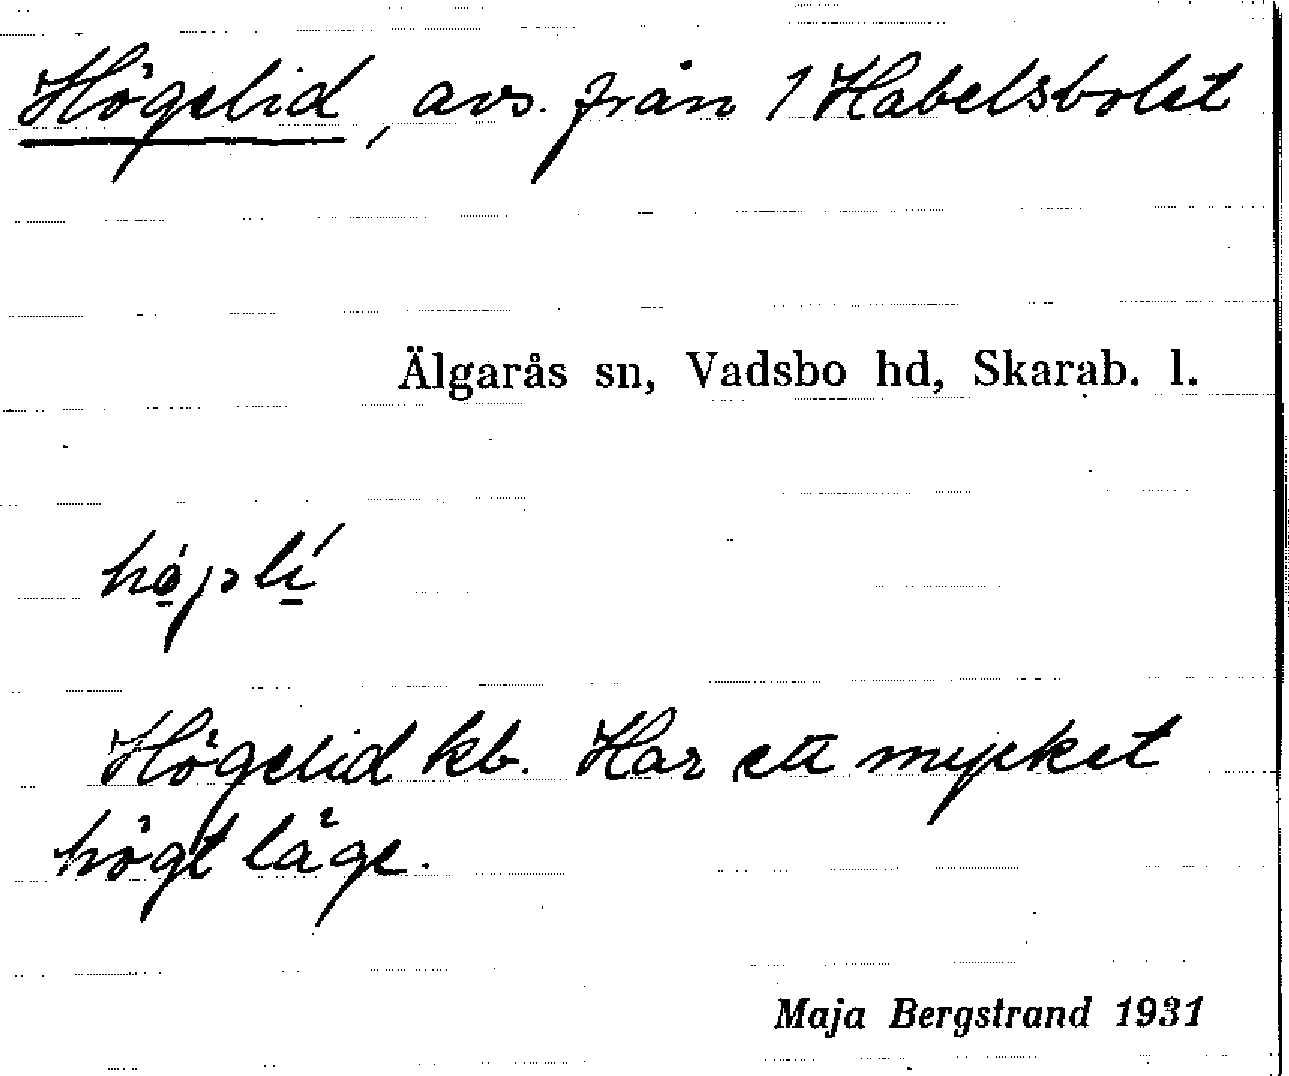 Högelid, avs. från 1 Habelsbolet
Älgarås sn, Vadsbo hd, Skarab. l.
Högelid kb. Har ett mycket
högt läge.
Maja Bergstrand 1931